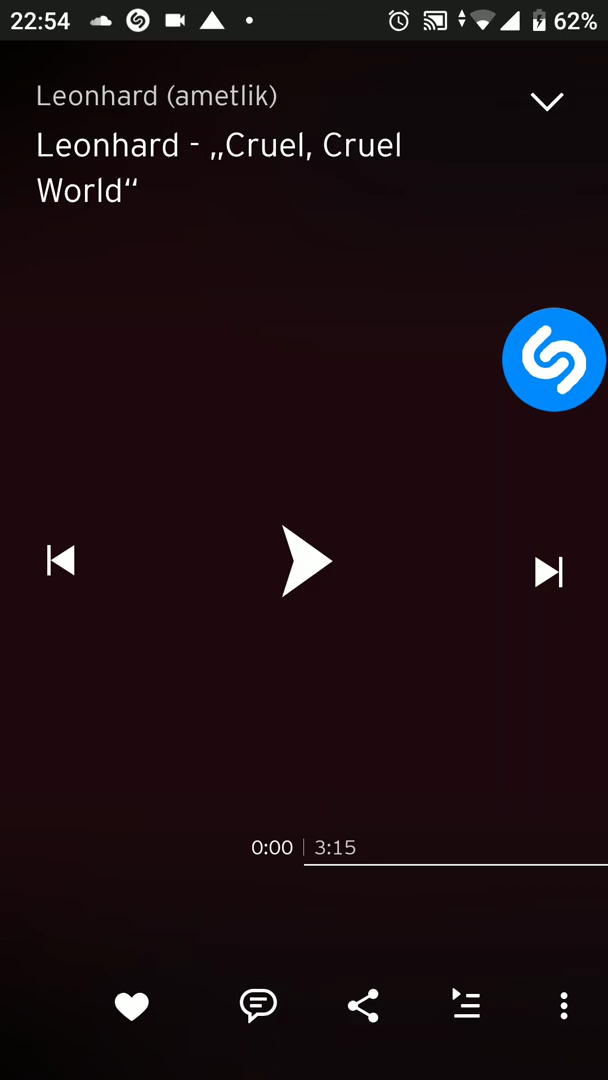 22:54
62%
Leonhard (ametlik)
Leonhard - „Cruel, Cruel
World“
0:00 | 3:15